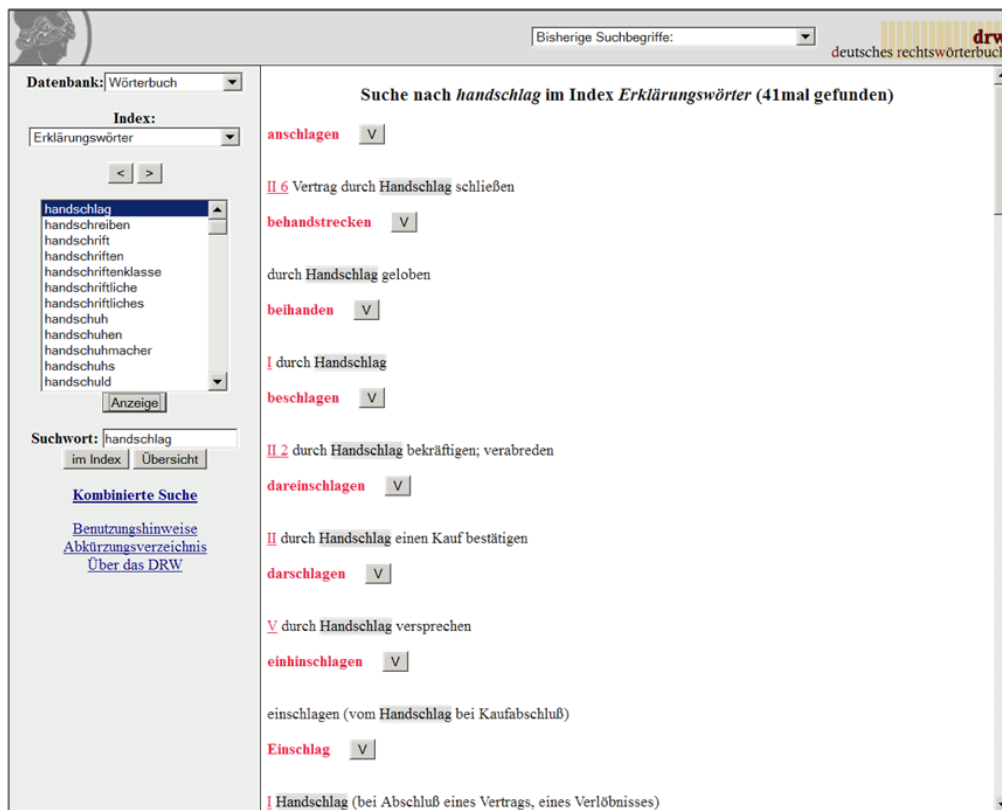 Bisherige Suchbegriffe:
drw
deutsches rechtswörterbuch
Datenbank: Wörterbuch
Index:
Erklärungswörter
< >
handschlag
handschreiben
handschrift
handschriften
handschriftenklasse
handschriftliche
handschriftliches
handschuh
handschuhen
handschuhmacher
handschuhs
handschuld
Anzeige
Suchwort: handschlag
im Index Übersicht
Kombinierte Suche
Benutzungshinweise
Abkürzungsverzeichnis
Über das DRW
Suche nach handschlag im Index Erklärungswörter (41mal gefunden)
anschlagen V
II 6 Vertrag durch Handschlag schließen
behandstrecken V
durch Handschlag geloben
beihanden V
I durch Handschlag
beschlagen V
II 2 durch Handschlag bekräftigen; verabreden
dareinschlagen V
II durch Handschlag einen Kauf bestätigen
darschlagen V
V durch Handschlag versprechen
einhinschlagen V
einschlagen (vom Handschlag bei Kaufabschluß)
Einschlag V
I Handschlag (bei Abschluß eines Vertrags, eines Verlöbnisses)